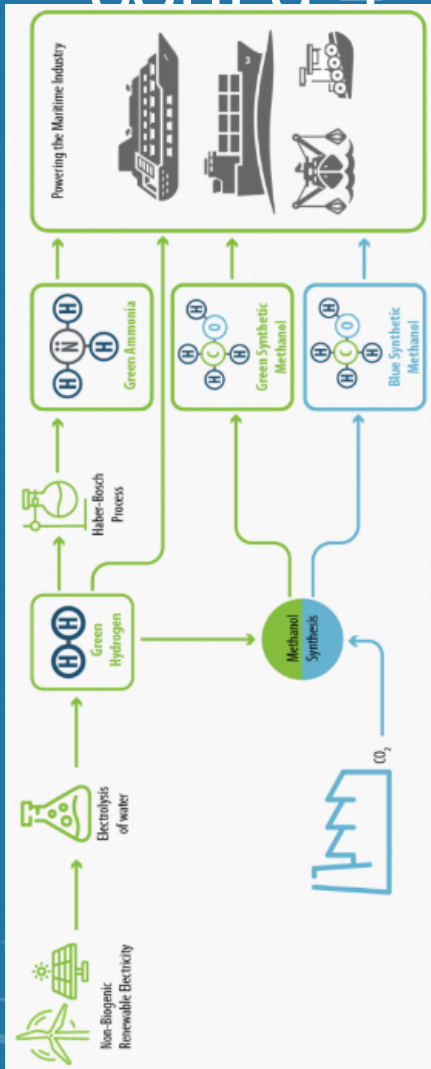 Non-Biogenic
Renewable Electricity
Electrolysis
of water
H H
Green
Hydrogen
Haber-Bosch
Process
H N̈ H
H
Green Ammonia
Powering the Maritime Industry
CO₂
Methanol
Synthesis
H
H C O
H H
Green Synthetic
Methanol
H
H C O
H H
Blue Synthetic
Methanol